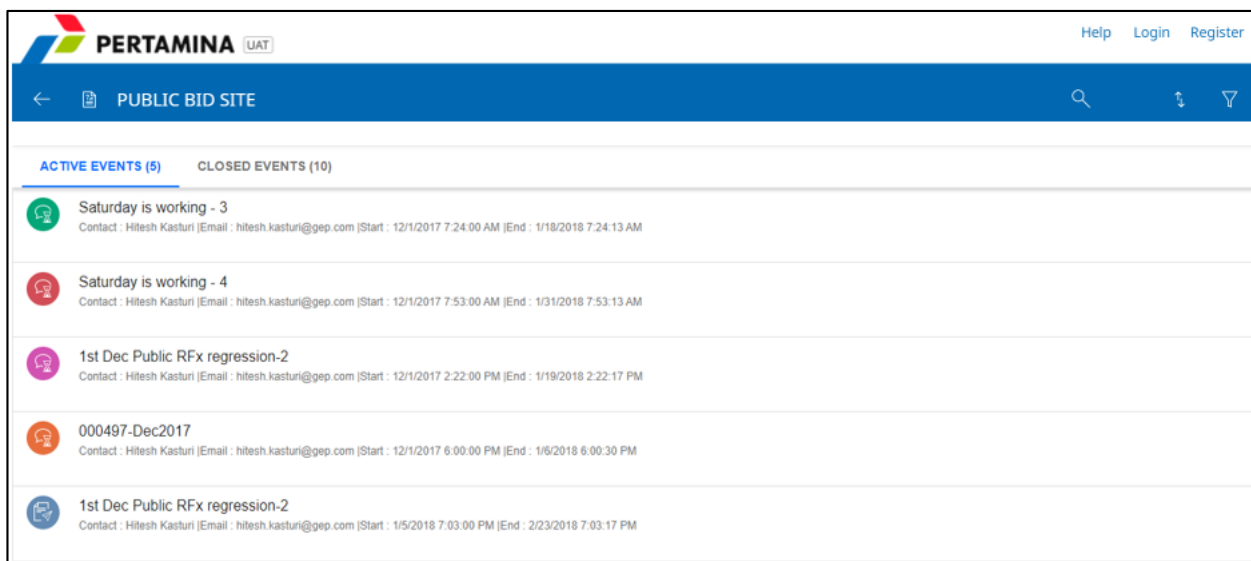 PERTAMINA UAT
Help Login Register
PUBLIC BID SITE
ACTIVE EVENTS (5) CLOSED EVENTS (10)
Saturday is working - 3
Contact : Hitesh Kasturi |Email : hitesh.kasturi@gep.com |Start : 12/1/2017 7:24:00 AM |End : 1/18/2018 7:24:13 AM
Saturday is working - 4
Contact : Hitesh Kasturi |Email : hitesh.kasturi@gep.com |Start : 12/1/2017 7:53:00 AM |End : 1/31/2018 7:53:13 AM
1st Dec Public RFx regression-2
Contact : Hitesh Kasturi |Email : hitesh.kasturi@gep.com |Start : 12/1/2017 2:22:00 PM |End : 1/19/2018 2:22:17 PM
000497-Dec2017
Contact : Hitesh Kasturi |Email : hitesh.kasturi@gep.com |Start : 12/1/2017 6:00:00 PM |End : 1/6/2018 6:00:30 PM
1st Dec Public RFx regression-2
Contact : Hitesh Kasturi |Email : hitesh.kasturi@gep.com |Start : 1/5/2018 7:03:00 PM |End : 2/23/2018 7:03:17 PM